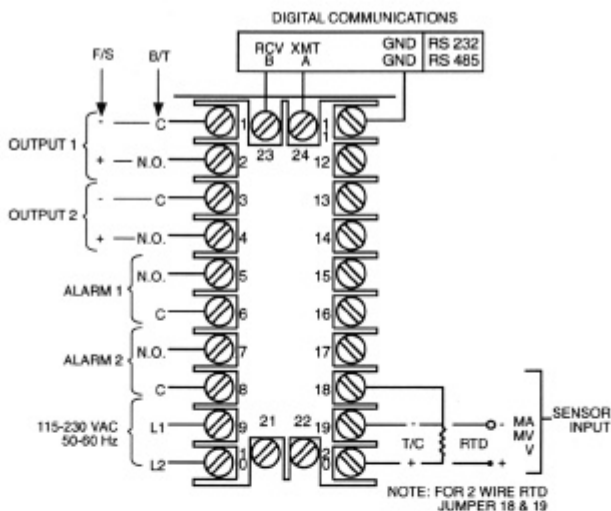 DIGITAL COMMUNICATIONS
RCV XMT GND RS 232
B A GND RS 485
F/S B/T
OUTPUT 1
- C 1
+ N.O. 2
OUTPUT 2
- C 3
+ N.O. 4
ALARM 1
N.O. 5
C 6
ALARM 2
N.O. 7
C 8
115-230 VAC
50-60 Hz
L1 9
L2 10
23 24
21 22
11
12
13
14
15
16
17
18
19
20
- T/C RTD -
+ +
MA
MV
V
SENSOR
INPUT
NOTE: FOR 2 WIRE RTD
JUMPER 18 & 19